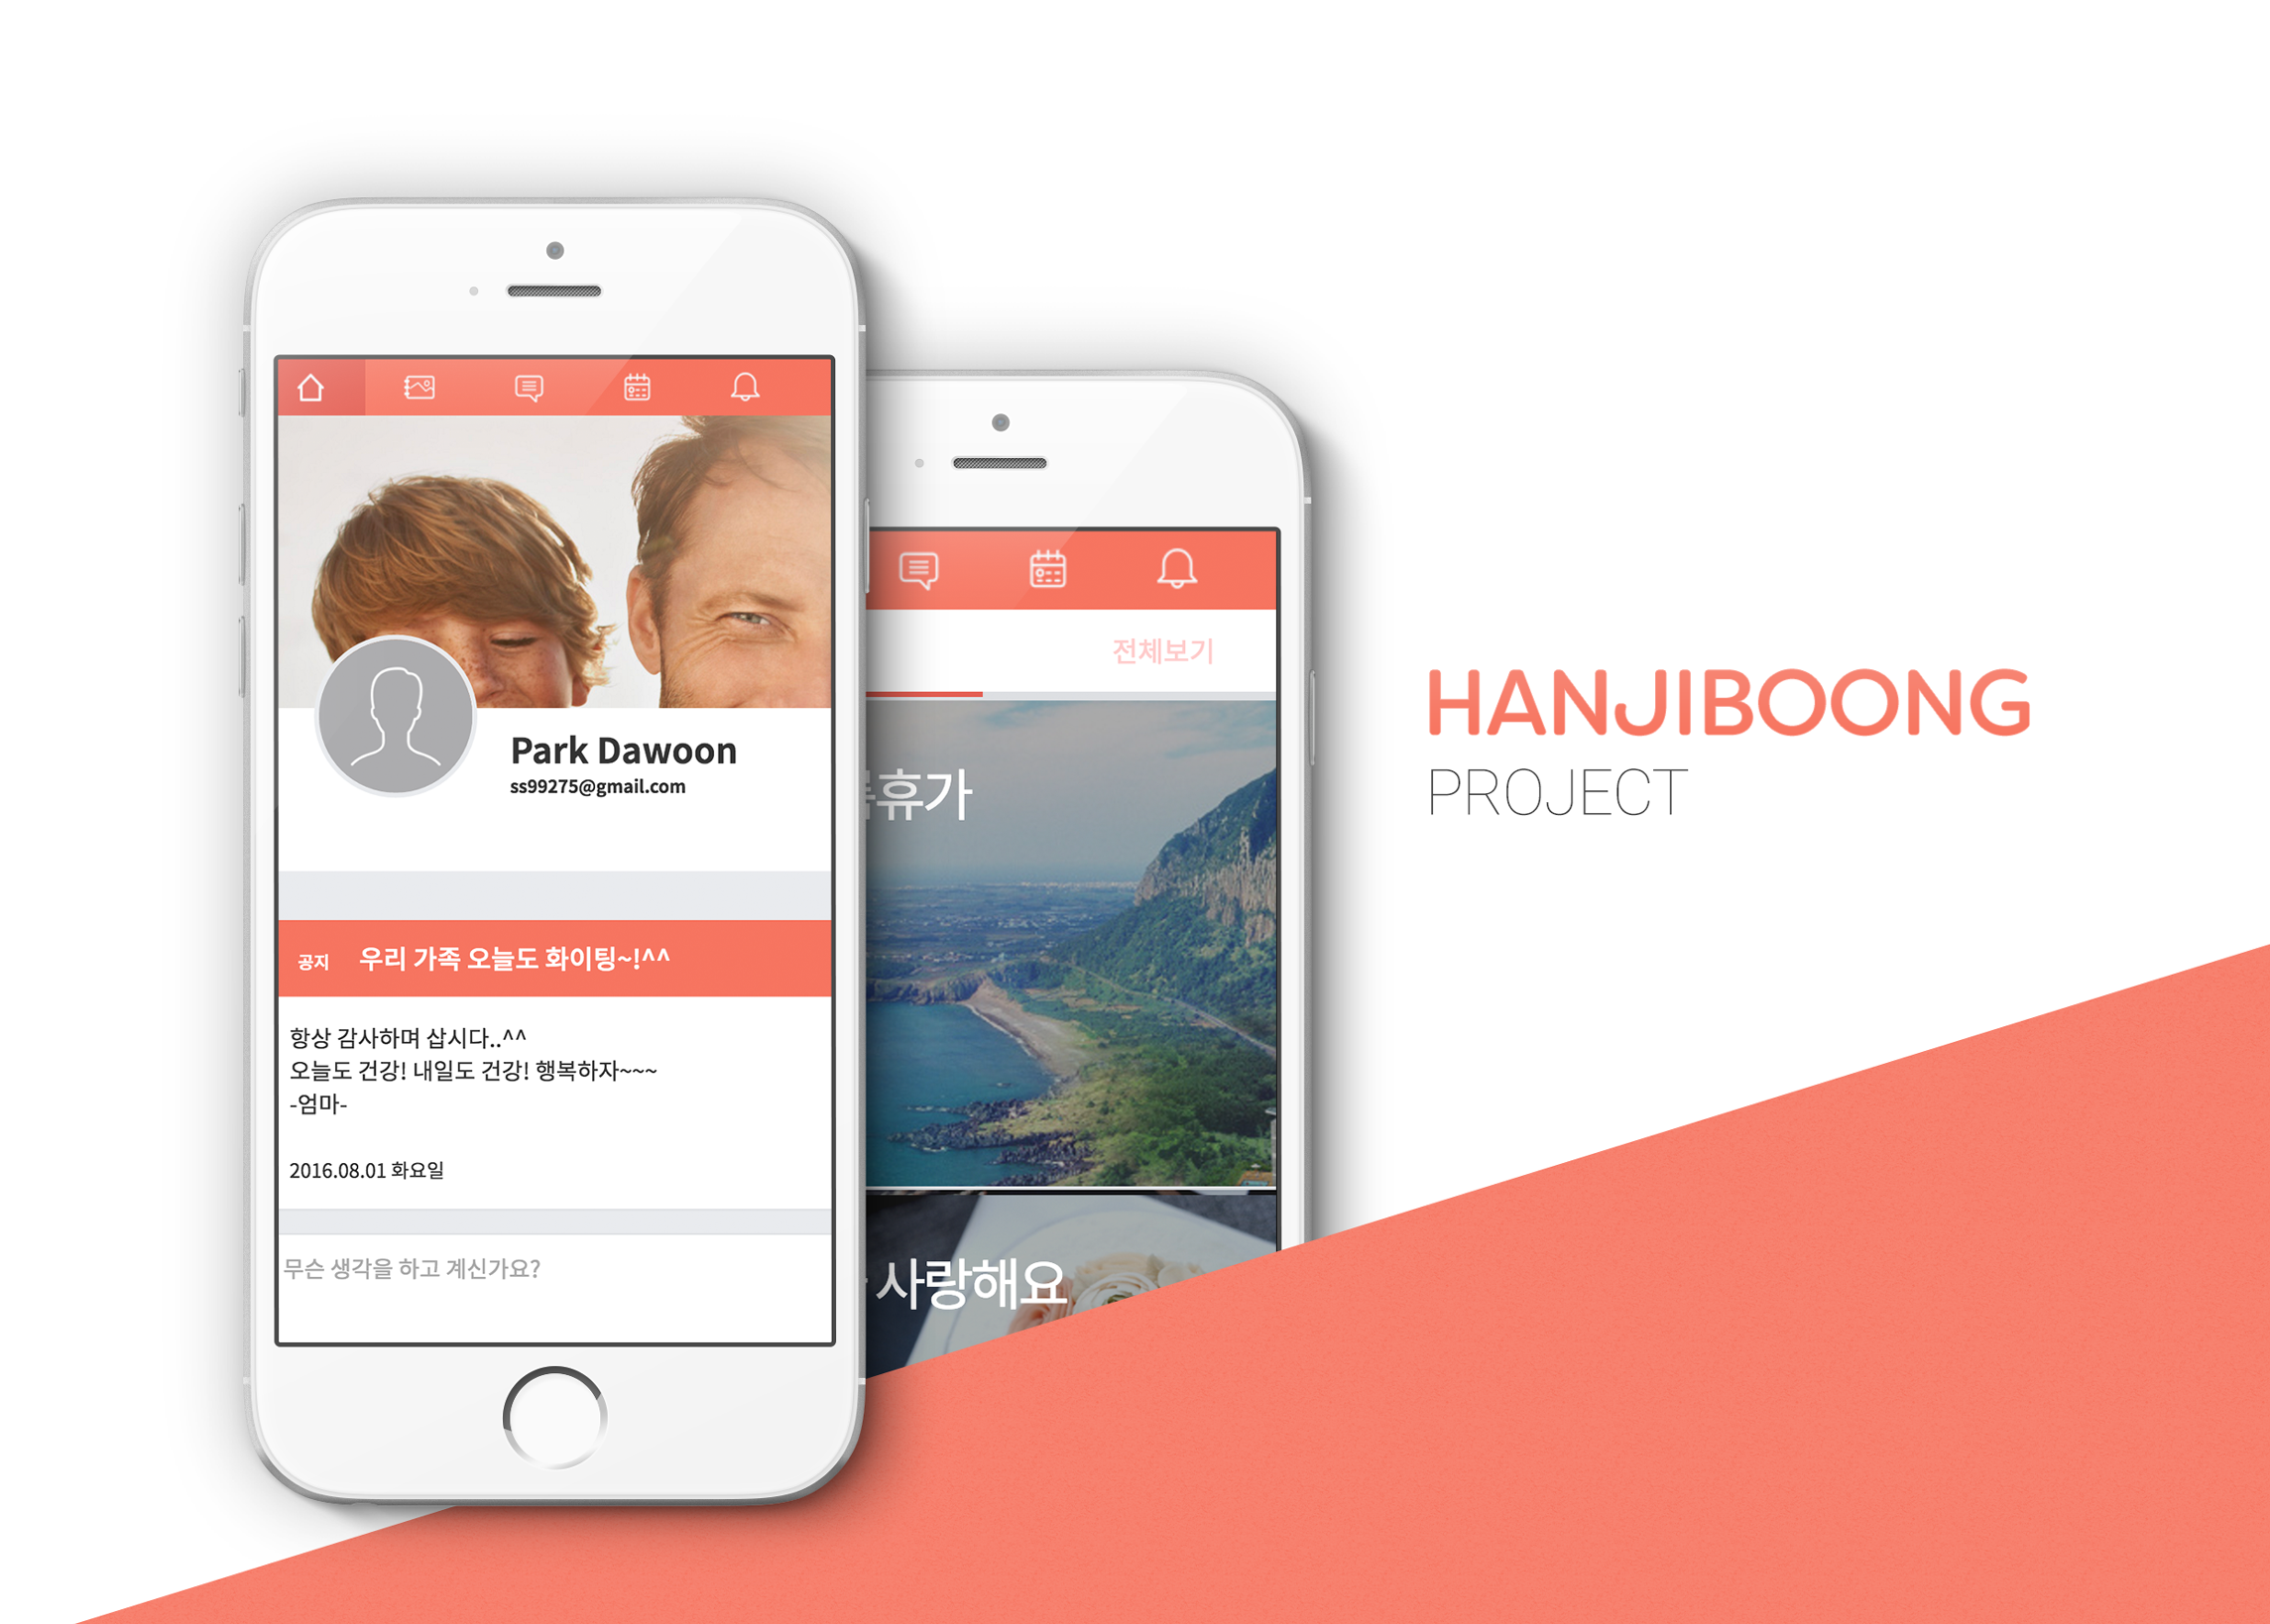 Park Dawoon
ss99275@gmail.com
공지 우리 가족 오늘도 화이팅~!^^
항상 감사하며 삽시다..^^
오늘도 건강! 내일도 건강! 행복하자~~~
-엄마-
2016.08.01 화요일
무슨 생각을 하고 계신가요?
전체보기
휴가
사랑해요
HANJIBOONG
PROJECT